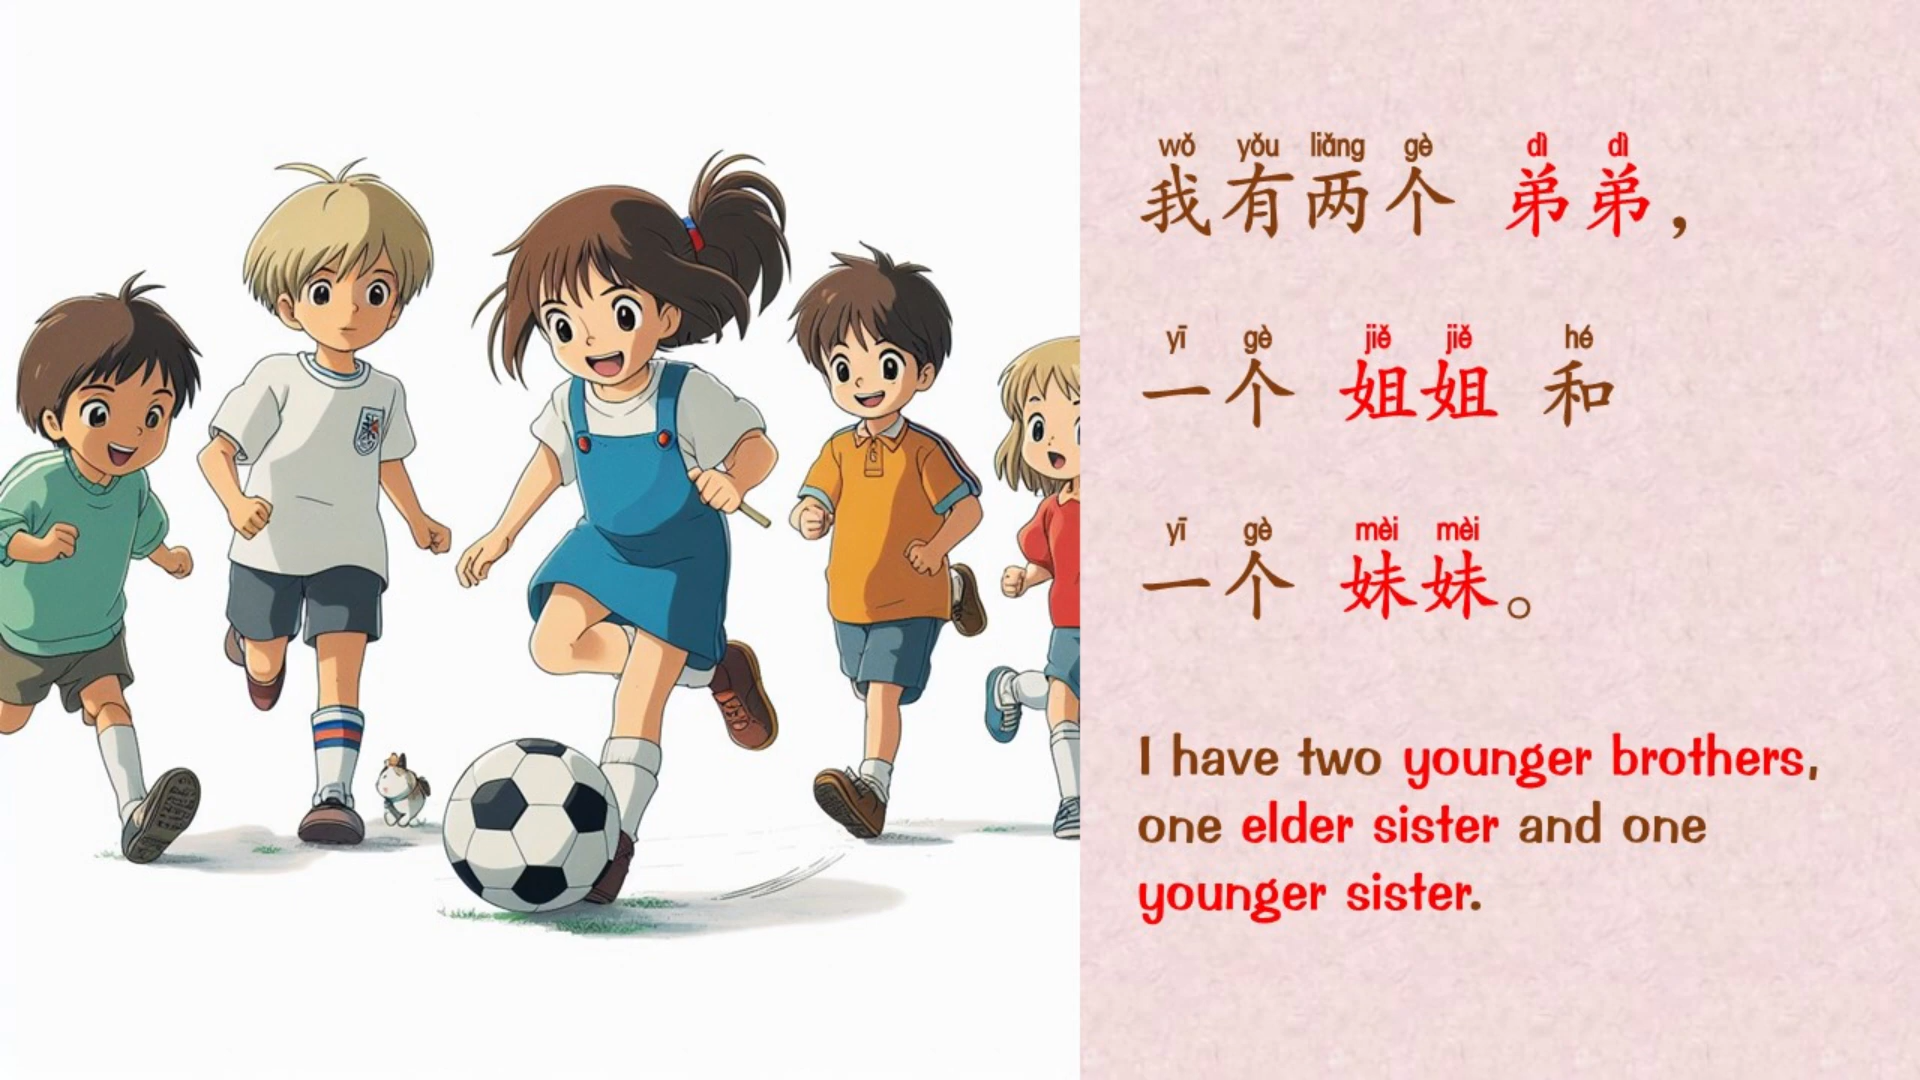 wǒ yǒu liǎng gè dì dì
我有两个 弟弟，
yī gè jiě jiě hé
一个 姐姐 和
yī gè mèi mèi
一个 妹妹。
I have two younger brothers,
one elder sister and one
younger sister.